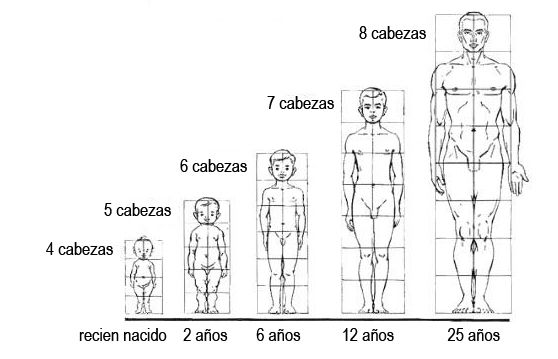 8 cabezas
7 cabezas
6 cabezas
5 cabezas
4 cabezas
recien nacido
2 años
6 años
12 años
25 años